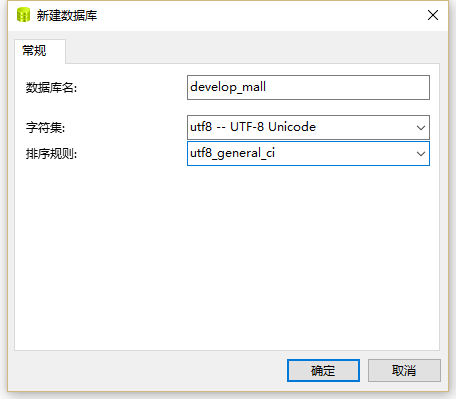 新建数据库
常规
数据库名: develop_mall
字符集: utf8 -- UTF-8 Unicode
排序规则: utf8_general_ci
确定 取消